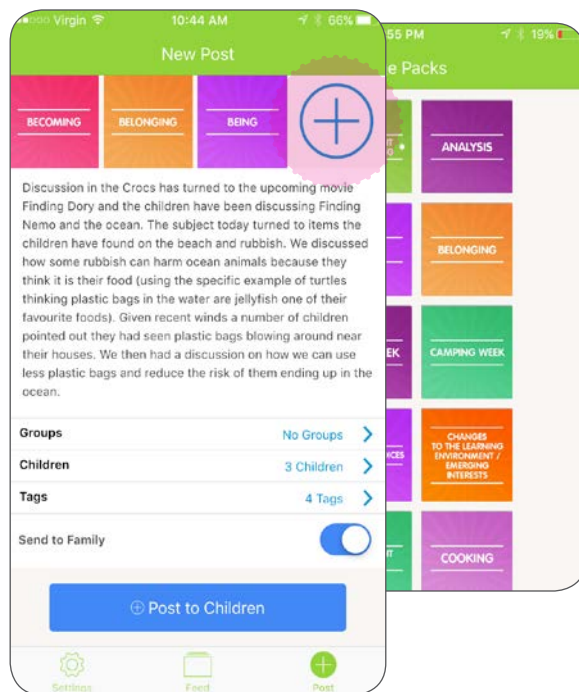 Virgin 10:44 AM 66%
New Post
BECOMING BELONGING BEING
Discussion in the Crocs has turned to the upcoming movie
Finding Dory and the children have been discussing Finding
Nemo and the ocean. The subject today turned to items the
children have found on the beach and rubbish. We discussed
how some rubbish can harm ocean animals because they
think it is their food (using the specific example of turtles
thinking plastic bags in the water are jellyfish one of their
favourite foods). Given recent winds a number of children
pointed out they had seen plastic bags blowing around near
their houses. We then had a discussion on how we can use
less plastic bags and reduce the risk of them ending up in the
ocean.
Groups No Groups
Children 3 Children
Tags 4 Tags
Send to Family
Post to Children
Settings Feed Post
55 PM 19%
e Packs
ANALYSIS
BELONGING
EK CAMPING WEEK
ICES
CHANGES
TO THE LEARNING
ENVIRONMENT /
EMERGING
INTERESTS
COOKING